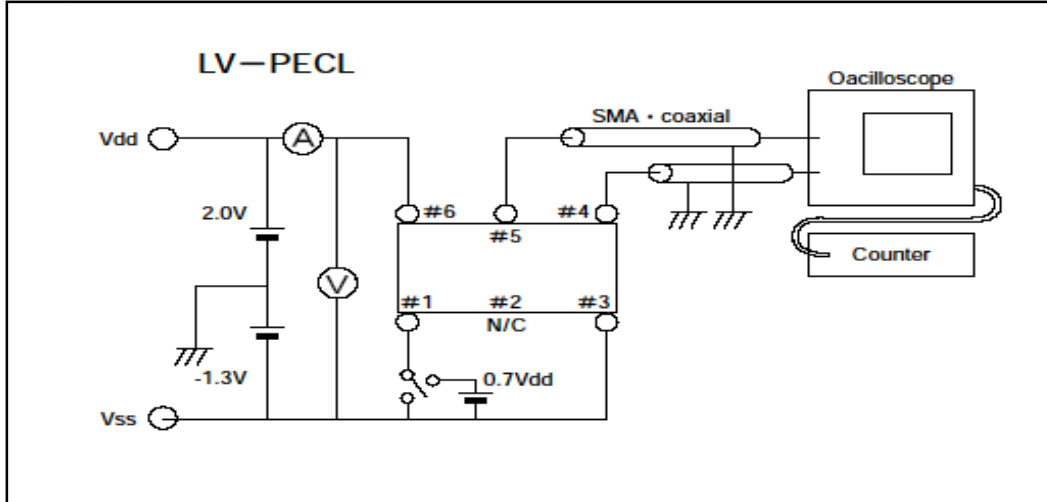 LV−PECL
Oacilloscope
SMA・coaxial
Vdd
A
2.0V
#6
#4
#5
Counter
V
#1
#2
#3
N/C
-1.3V
0.7Vdd
Vss